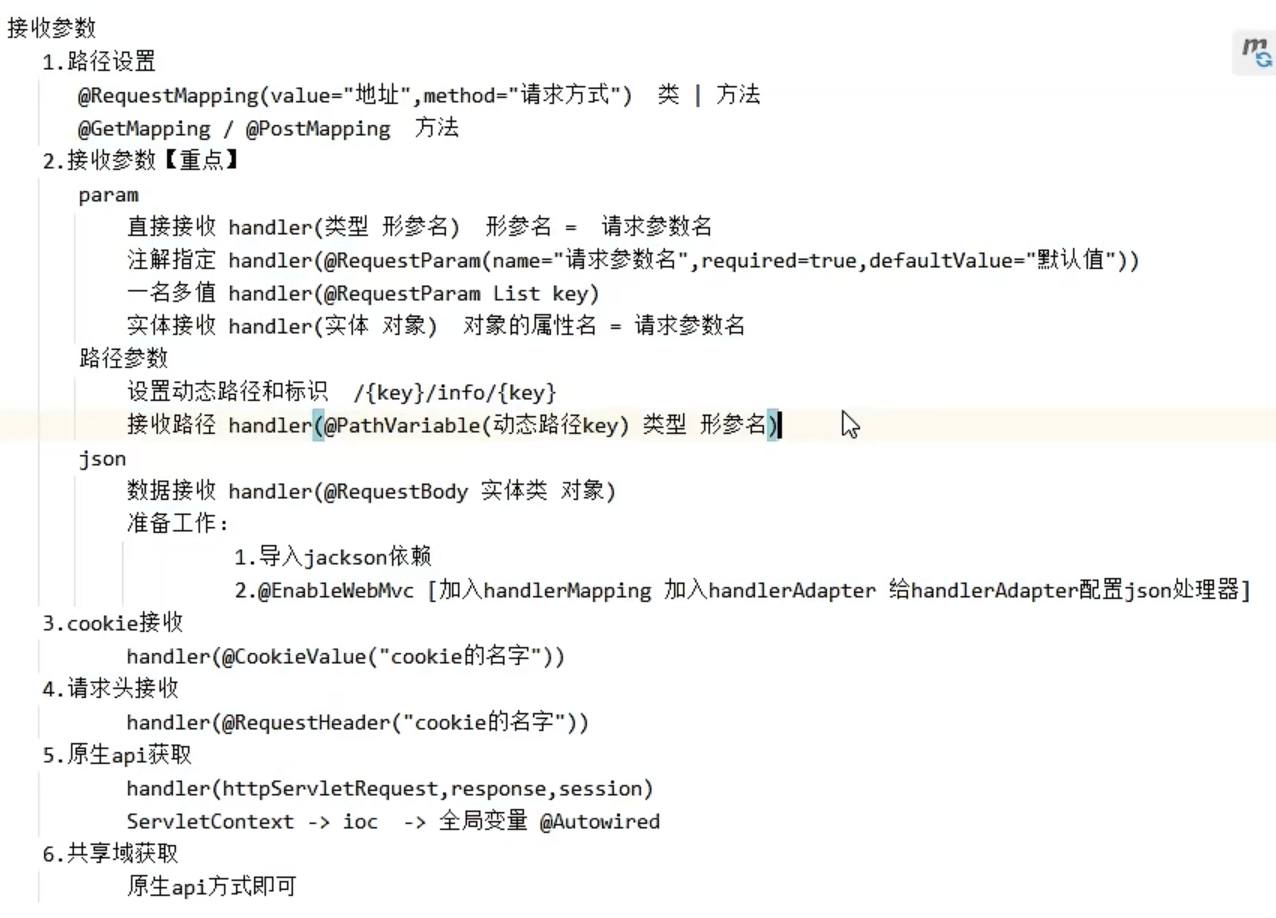 接收参数
1.路径设置
@RequestMapping(value="地址",method="请求方式")  类 | 方法
@GetMapping / @PostMapping  方法
2.接收参数【重点】
param
直接接收 handler(类型 形参名)  形参名 =  请求参数名
注解指定 handler(@RequestParam(name="请求参数名",required=true,defaultValue="默认值"))
一名多值 handler(@RequestParam List key)
实体接收 handler(实体 对象)  对象的属性名 = 请求参数名
路径参数
设置动态路径和标识  /{key}/info/{key}
接收路径 handler(@PathVariable(动态路径key) 类型 形参名)
json
数据接收 handler(@RequestBody 实体类 对象)
准备工作:
1.导入jackson依赖
2.@EnableWebMvc [加入handlerMapping 加入handlerAdapter 给handlerAdapter配置json处理器]
3.cookie接收
handler(@CookieValue("cookie的名字"))
4.请求头接收
handler(@RequestHeader("cookie的名字"))
5.原生api获取
handler(httpServletRequest,response,session)
ServletContext -> ioc  -> 全局变量 @Autowired
6.共享域获取
原生api方式即可
m